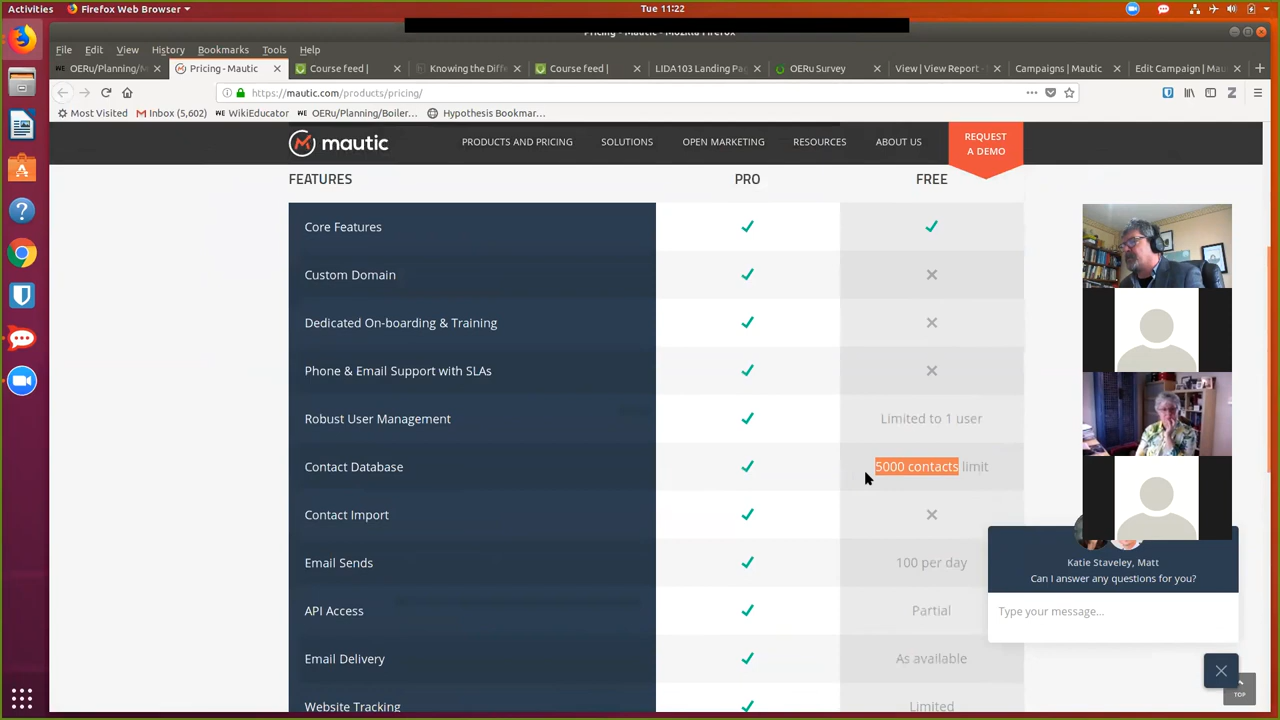 Activities
Firefox Web Browser
Tue 11:22
Pricing - Mautic - Mozilla Firefox
File Edit View History Bookmarks Tools Help
OERu/Planning/M
Pricing - Mautic
Course feed |
Knowing the Diffe
Course feed |
LIDA103 Landing Pag
OERu Survey
View | View Report -
Campaigns | Mautic
Edit Campaign | Mau
https://mautic.com/products/pricing/
Most Visited
Inbox (5,602)
WikiEducator
OERu/Planning/Boiler...
Hypothesis Bookmar...
mautic
PRODUCTS AND PRICING
SOLUTIONS
OPEN MARKETING
RESOURCES
ABOUT US
REQUEST
A DEMO
FEATURES PRO FREE
Core Features
Custom Domain
Dedicated On-boarding & Training
Phone & Email Support with SLAs
Robust User Management Limited to 1 user
Contact Database 5000 contacts limit
Contact Import
Katie Staveley, Matt
Can I answer any questions for you?
Email Sends 100 per day
API Access Partial
Type your message...
Email Delivery As available
Website Tracking Limited
TOP